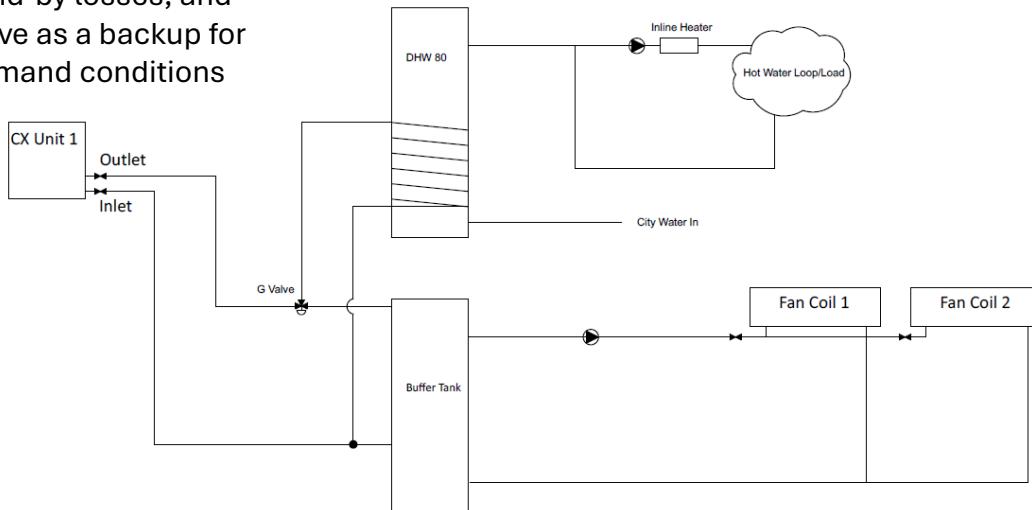 ve as a backup for
mand conditions
DHW 80
Inline Heater
Hot Water Loop/Load
CX Unit 1
Outlet
Inlet
City Water In
G Valve
Fan Coil 1
Fan Coil 2
Buffer Tank